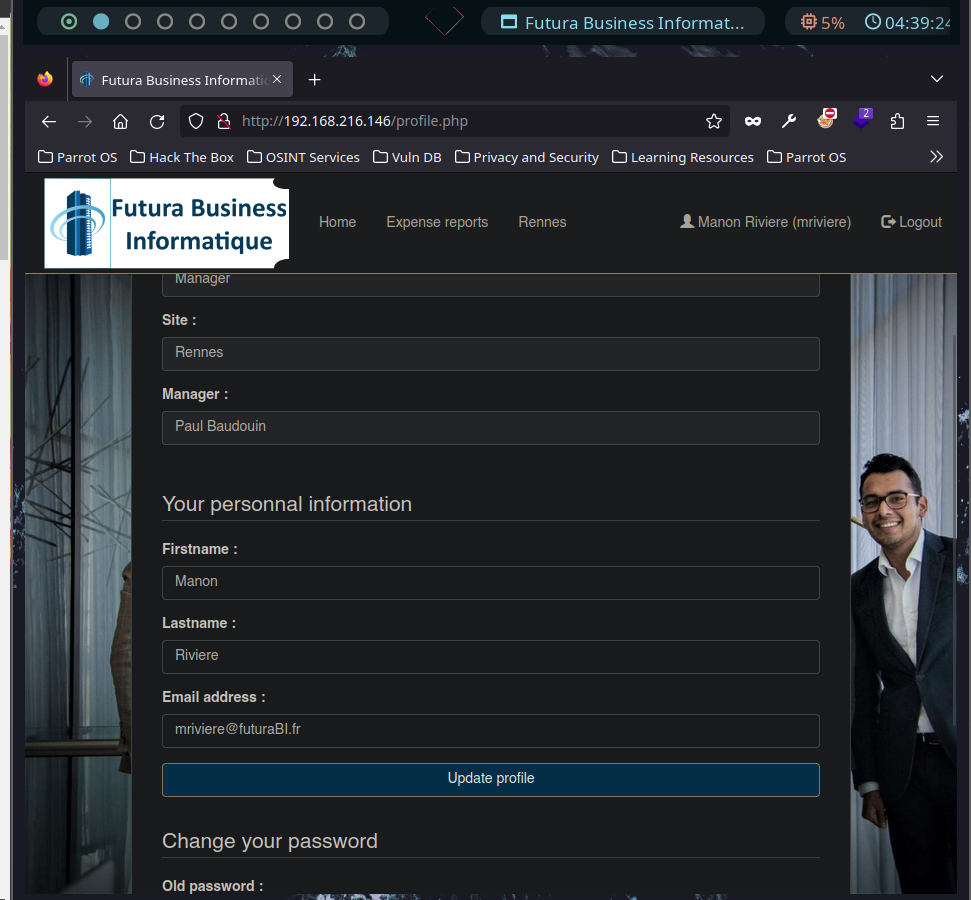 Futura Business Informat...
5%
04:39:24
Futura Business Informatic
http://192.168.216.146/profile.php
2
Parrot OS Hack The Box OSINT Services Vuln DB Privacy and Security Learning Resources Parrot OS
Futura Business
Informatique
Home Expense reports Rennes Manon Riviere (mriviere) Logout
Manager
Site :
Rennes
Manager :
Paul Baudouin
Your personnal information
Firstname :
Manon
Lastname :
Riviere
Email address :
mriviere@futuraBI.fr
Update profile
Change your password
Old password :